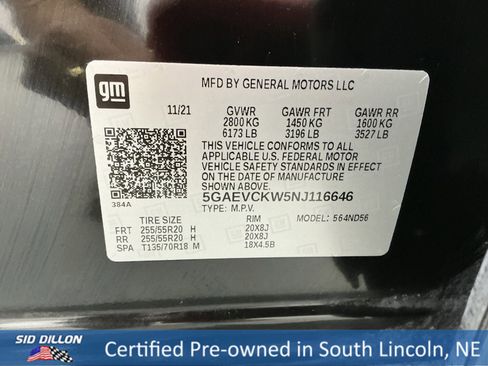 gm
MFD BY GENERAL MOTORS LLC
11/21 GVWR GAWR FRT GAWR RR
2800 KG 1450 KG 1600 KG
6173 LB 3196 LB 3527 LB
THIS VEHICLE CONFORMS TO ALL
APPLICABLE U.S. FEDERAL MOTOR
VEHICLE SAFETY STANDARDS IN EFFECT
ON THE DATE OF MANUFACTURE
SHOWN ABOVE.
384A
5GAEVCKW5NJ116646
TYPE: M.P.V. MODEL: 564ND56
TIRE SIZE RIM
FRT 255/55R20 H 20X8J
RR 255/55R20 H 20X8J
SPA T135/70R18 M 18X4.5B
SID DILLON
Certified Pre-owned in South Lincoln, NE